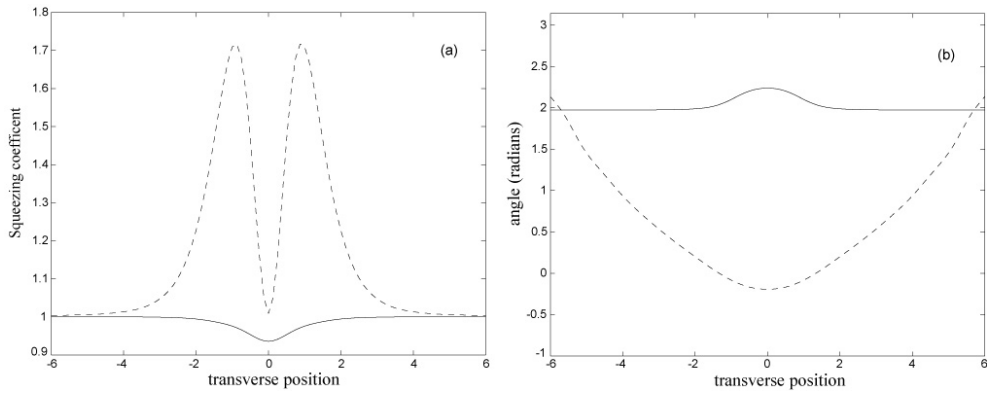 1.8
1.7
1.6
1.5
1.4
1.3
1.2
1.1
1
0.9
Squeezing coefficent
(a)
-6 -4 -2 0 2 4 6
transverse position
3
2.5
2
1.5
1
0.5
0
-0.5
-1
angle (radians)
(b)
-6 -4 -2 0 2 4 6
transverse position